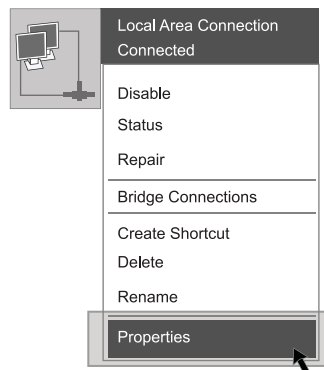 Local Area Connection
Connected
Disable
Status
Repair
Bridge Connections
Create Shortcut
Delete
Rename
Properties